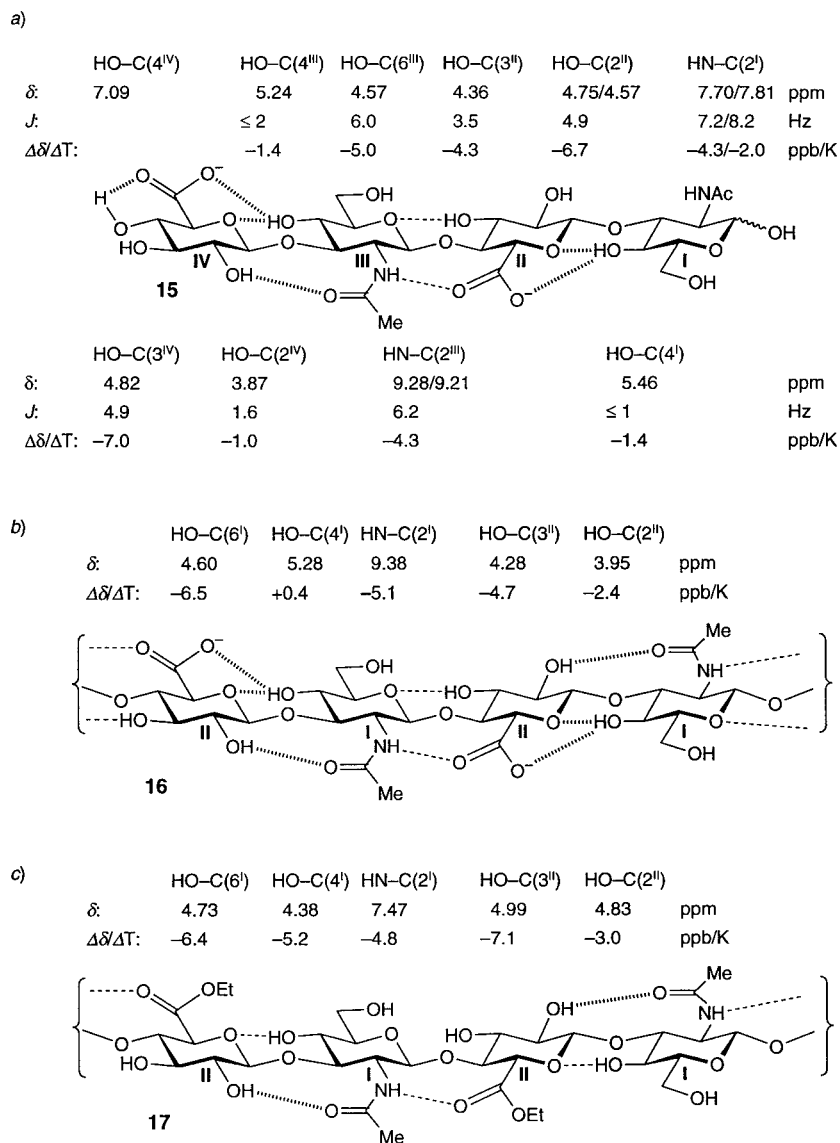 a)
HO–C(4IV) HO–C(4III) HO–C(6III) HO–C(3II) HO–C(2II) HN–C(2I)
δ: 7.09 5.24 4.57 4.36 4.75/4.57 7.70/7.81 ppm
J: ≤ 2 6.0 3.5 4.9 7.2/8.2 Hz
Δδ/ΔT: −1.4 −5.0 −4.3 −6.7 −4.3/−2.0 ppb/K
H O O− HO OH HNAc
O O HO O HO O OH
HO IV O III NH O II O HO I O
15 OH O O O− HO
Me
HO–C(3IV) HO–C(2IV) HN–C(2III) HO–C(4I)
δ: 4.82 3.87 9.28/9.21 5.46 ppm
J: 4.9 1.6 6.2 ≤ 1 Hz
Δδ/ΔT: −7.0 −1.0 −4.3 −1.4 ppb/K
b)
HO–C(6I) HO–C(4I) HN–C(2I) HO–C(3II) HO–C(2II)
δ: 4.60 5.28 9.38 4.28 3.95 ppm
Δδ/ΔT: −6.5 +0.4 −5.1 −4.7 −2.4 ppb/K
O O− HO OH O Me
O O HO O HO O N–H O
HO II O I NH O II O HO I O
16 OH O O O− OH
Me
c)
HO–C(6I) HO–C(4I) HN–C(2I) HO–C(3II) HO–C(2II)
δ: 4.73 4.38 7.47 4.99 4.83 ppm
Δδ/ΔT: −6.4 −5.2 −4.8 −7.1 −3.0 ppb/K
O OEt HO OH O Me
O O HO O HO O N–H O
HO II O I NH O II O HO I O
17 OH O O OEt OH
Me